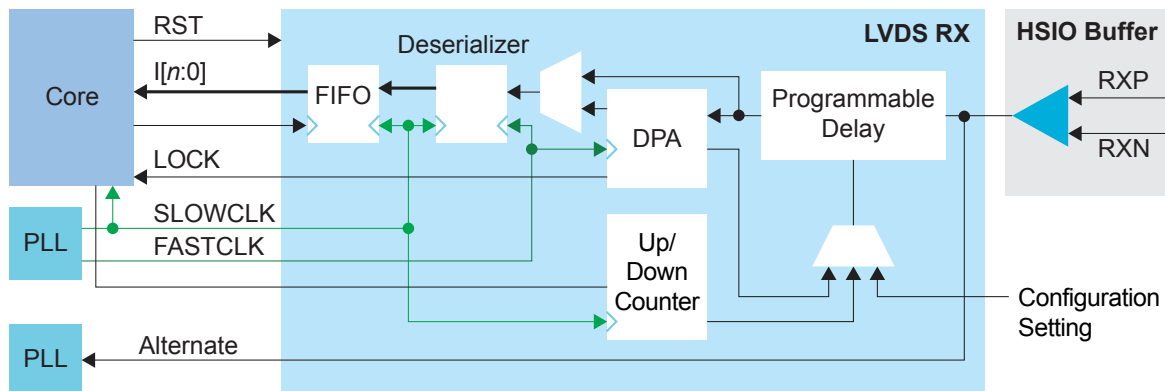 RST
LVDS RX
HSIO Buffer
Deserializer
I[n:0]
Core
FIFO
Programmable
Delay
RXP
DPA
RXN
LOCK
SLOWCLK
PLL
FASTCLK
Up/
Down
Counter
Configuration
Setting
Alternate
PLL